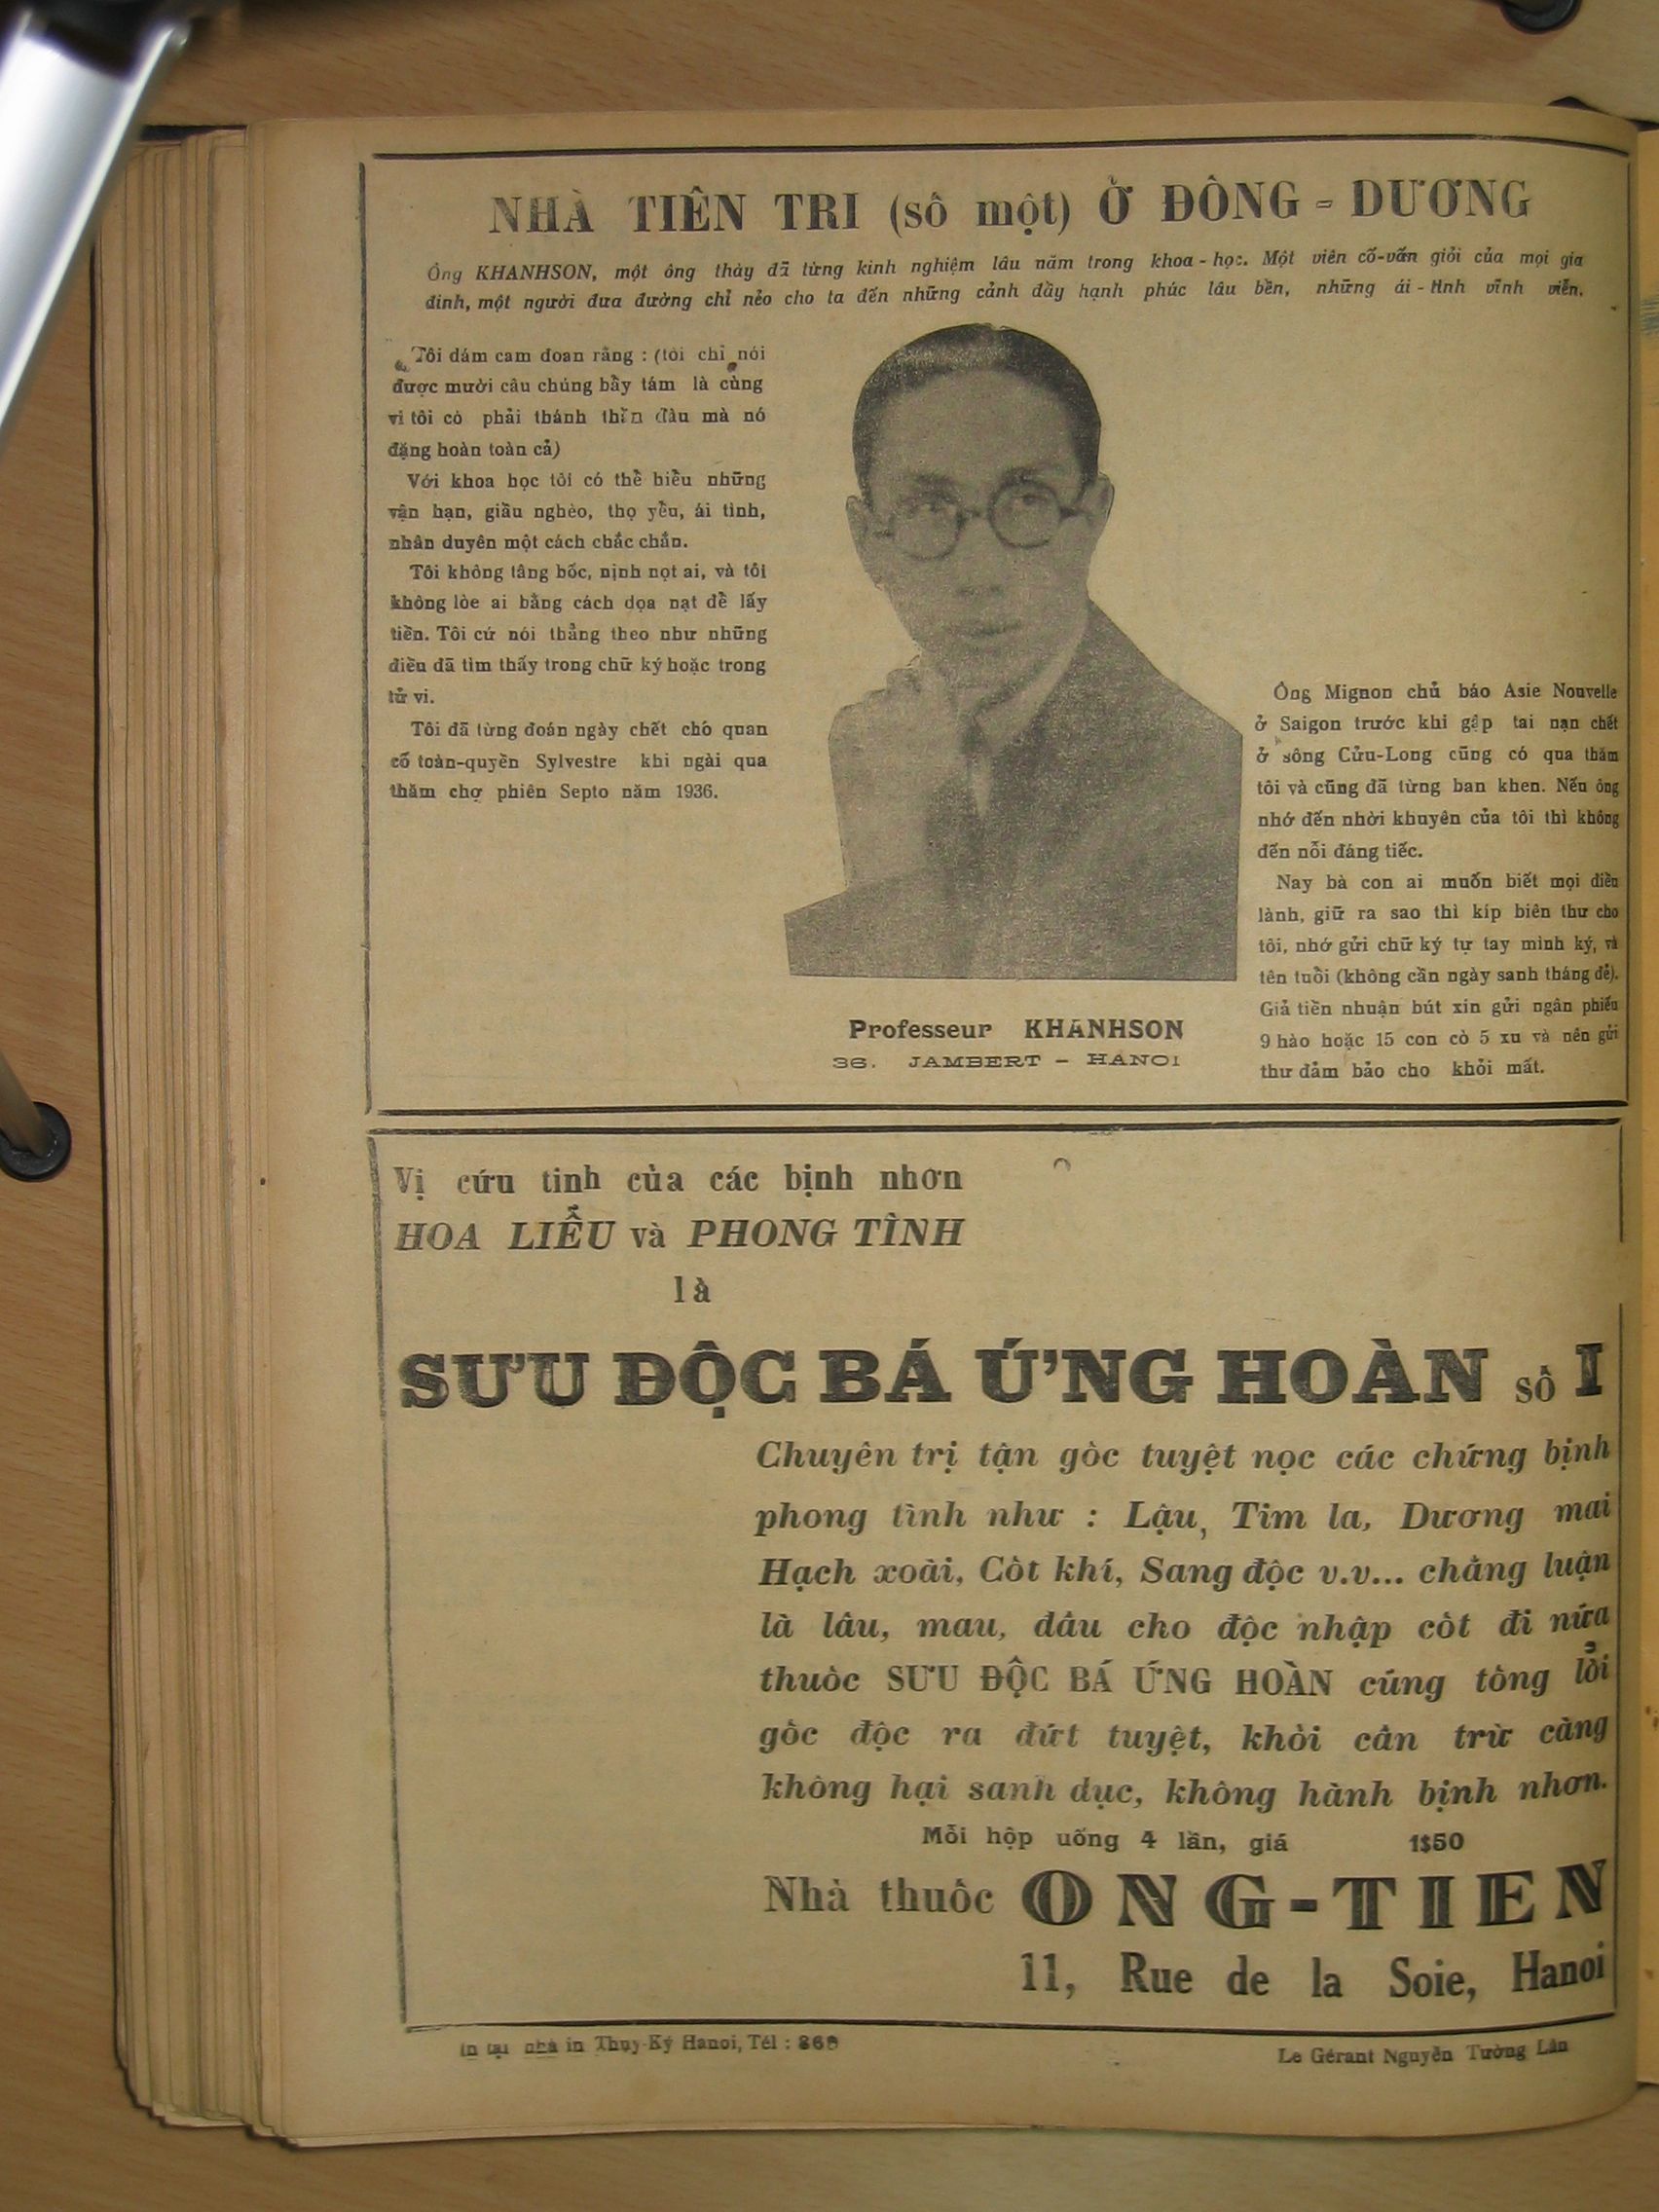 NHÀ TIÊN TRI (số một) Ở ĐÔNG - DƯƠNG
Ông KHANHSON, một ông thày đã từng kinh nghiệm lâu năm trong khoa - học. Một viên cố-vấn giỏi của mọi gia
đình, một người đưa đường chỉ nẻo cho ta đến những cảnh đầy hạnh phúc lâu bền, những ái - tình vĩnh viễn.
Tôi dám cam đoan rằng : (tôi chỉ nói
được mười câu chúng bầy tám là cùng
vì tôi có phải thánh thần đâu mà nó
đặng hoàn toàn cả)
Với khoa học tôi có thể biểu những
vận hạn, giầu nghèo, thọ yểu, ái tình,
nhân duyên một cách chắc chắn.
Tôi không tâng bốc, nịnh nọt ai, và tôi
không lòe ai bằng cách dọa nạt để lấy
tiền. Tôi cứ nói thẳng theo như những
điều đã tìm thấy trong chữ ký hoặc trong
tử vi.
Tôi đã từng đoán ngày chết chó quan
cố toàn-quyền Sylvestre khi ngài qua
thăm chợ phiên Septo năm 1936.
Professeur KHANHSON
36. JAMBERT - HANOI
Ông Mignon chủ báo Asie Nouvelle
ở Saigon trước khi gặp tai nạn chết
ở sông Cửu-Long cũng có qua thăm
tôi và cũng đã từng ban khen. Nếu ông
nhớ đến nhời khuyên của tôi thì không
đến nỗi đáng tiếc.
Nay bà con ai muốn biết mọi điều
lành, giữ ra sao thì kíp biên thư cho
tôi, nhớ gửi chữ ký tự tay mình ký, và
tên tuổi (không cần ngày sanh tháng đẻ).
Giả tiền nhuận bút xin gửi ngân phiếu
9 hào hoặc 15 con cò 5 xu và nên gửi
thư đảm bảo cho khỏi mất.
Vị cứu tinh của các bịnh nhơn
HOA LIỄU và PHONG TÌNH
là
SƯU ĐỘC BÁ ỨNG HOÀN số I
Chuyên trị tận gốc tuyệt nọc các chứng bịnh
phong tình như : Lậu, Tim la, Dương mai
Hạch xoài, Cốt khí, Sang độc v.v... chẳng luận
là lâu, mau, dầu cho độc nhập cốt đi nữa
thuốc SƯU ĐỘC BÁ ỨNG HOÀN cũng tống lỏi
gốc độc ra đứt tuyệt, khỏi cần trừ căng
không hại sanh dục, không hành bịnh nhơn.
Mỗi hộp uống 4 lần, giá 1$50
Nhà thuốc ONG-TIEN
11, Rue de la Soie, Hanoi
In tại nhà in Thụy-Ký Hanoi, Tél : 868
Le Gérant Nguyễn Tường Lân